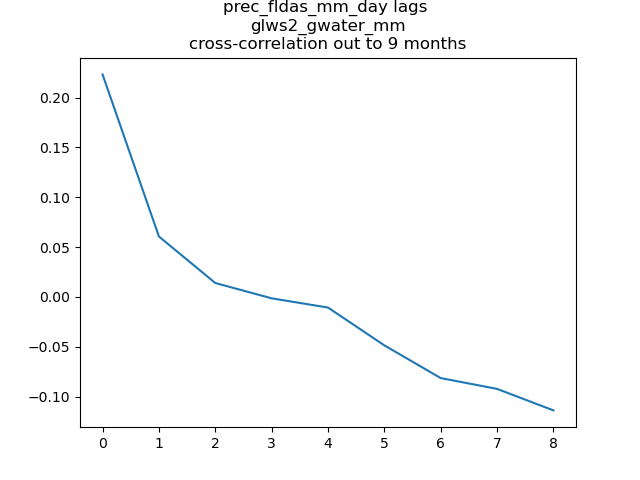 prec_fldas_mm_day lags
glws2_gwater_mm
cross-correlation out to 9 months
0.20
0.15
0.10
0.05
0.00
−0.05
−0.10
0 1 2 3 4 5 6 7 8